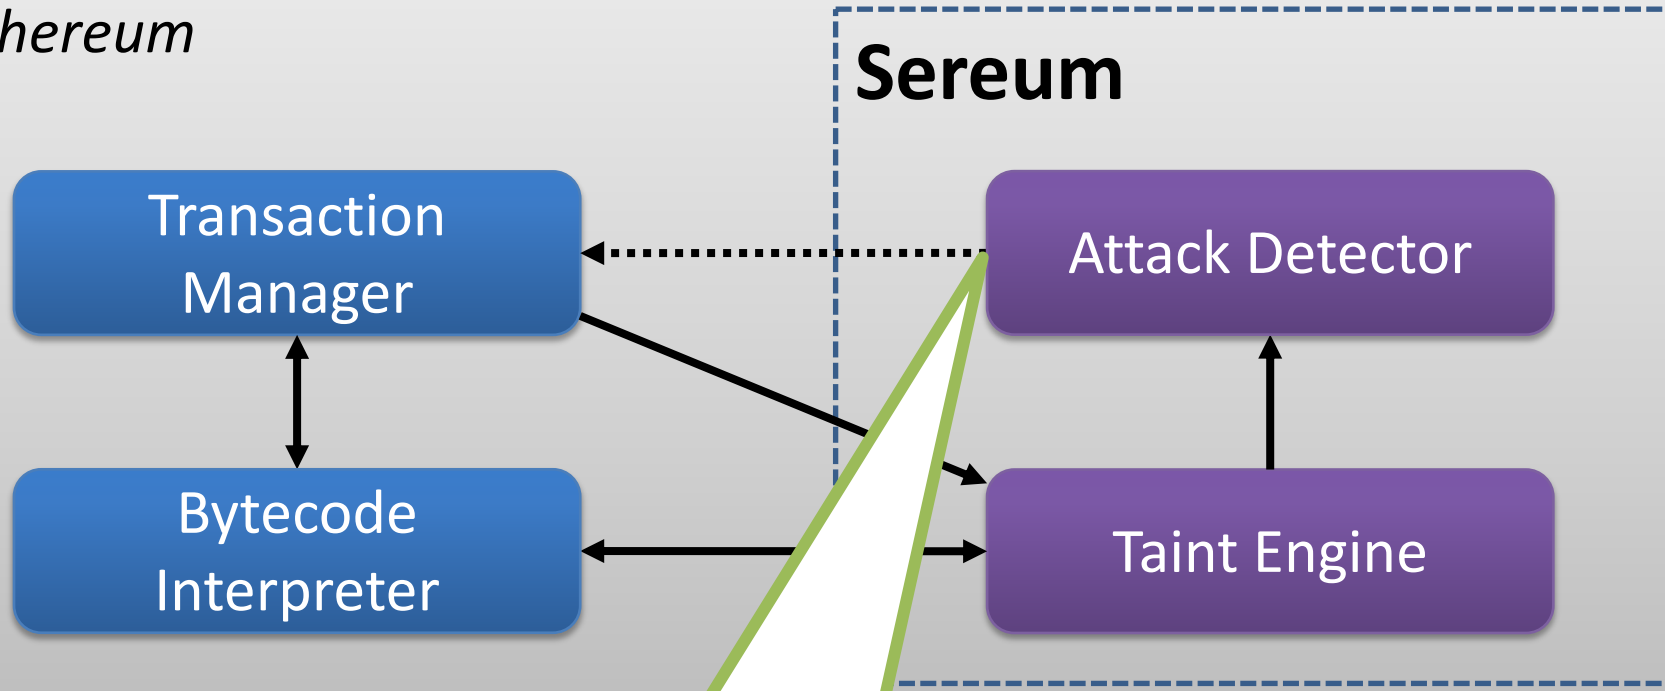 hereum
Sereum
Transaction
Manager
Attack Detector
Bytecode
Interpreter
Taint Engine